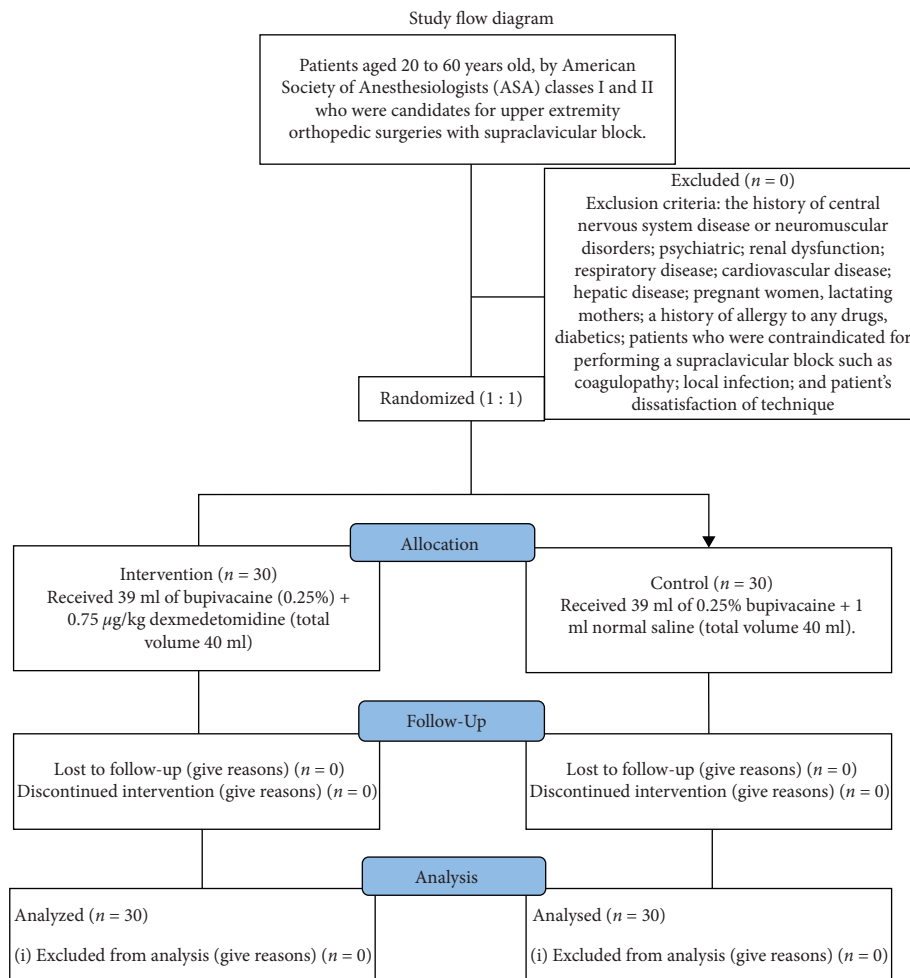 Study flow diagram
Patients aged 20 to 60 years old, by American
Society of Anesthesiologists (ASA) classes I and II
who were candidates for upper extremity
orthopedic surgeries with supraclavicular block.
Excluded (n = 0)
Exclusion criteria: the history of central
nervous system disease or neuromuscular
disorders; psychiatric; renal dysfunction;
respiratory disease; cardiovascular disease;
hepatic disease; pregnant women, lactating
mothers; a history of allergy to any drugs,
diabetics; patients who were contraindicated for
performing a supraclavicular block such as
coagulopathy; local infection; and patient’s
dissatisfaction of technique
Randomized (1 : 1)
Allocation
Intervention (n = 30)
Received 39 ml of bupivacaine (0.25%) +
0.75 µg/kg dexmedetomidine (total
volume 40 ml)
Control (n = 30)
Received 39 ml of 0.25% bupivacaine + 1
ml normal saline (total volume 40 ml).
Follow-Up
Lost to follow-up (give reasons) (n = 0)
Discontinued intervention (give reasons) (n = 0)
Lost to follow-up (give reasons) (n = 0)
Discontinued intervention (give reasons) (n = 0)
Analysis
Analyzed (n = 30)
(i) Excluded from analysis (give reasons) (n = 0)
Analysed (n = 30)
(i) Excluded from analysis (give reasons) (n = 0)